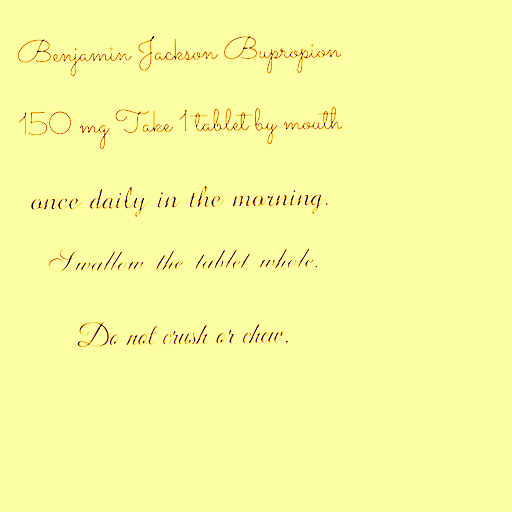 Benjamin Jackson Bupropion
150 mg Take 1 tablet by mouth
once daily in the morning.
Swallow the tablet whole.
Do not crush or chew.